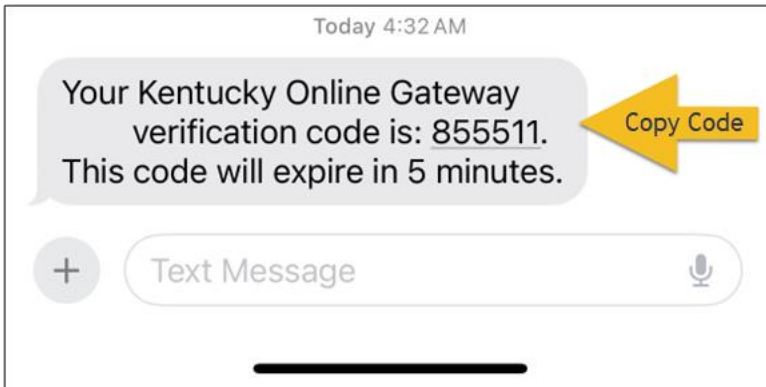 Today 4:32 AM
Your Kentucky Online Gateway
verification code is: 855511.
This code will expire in 5 minutes.
Copy Code
Text Message